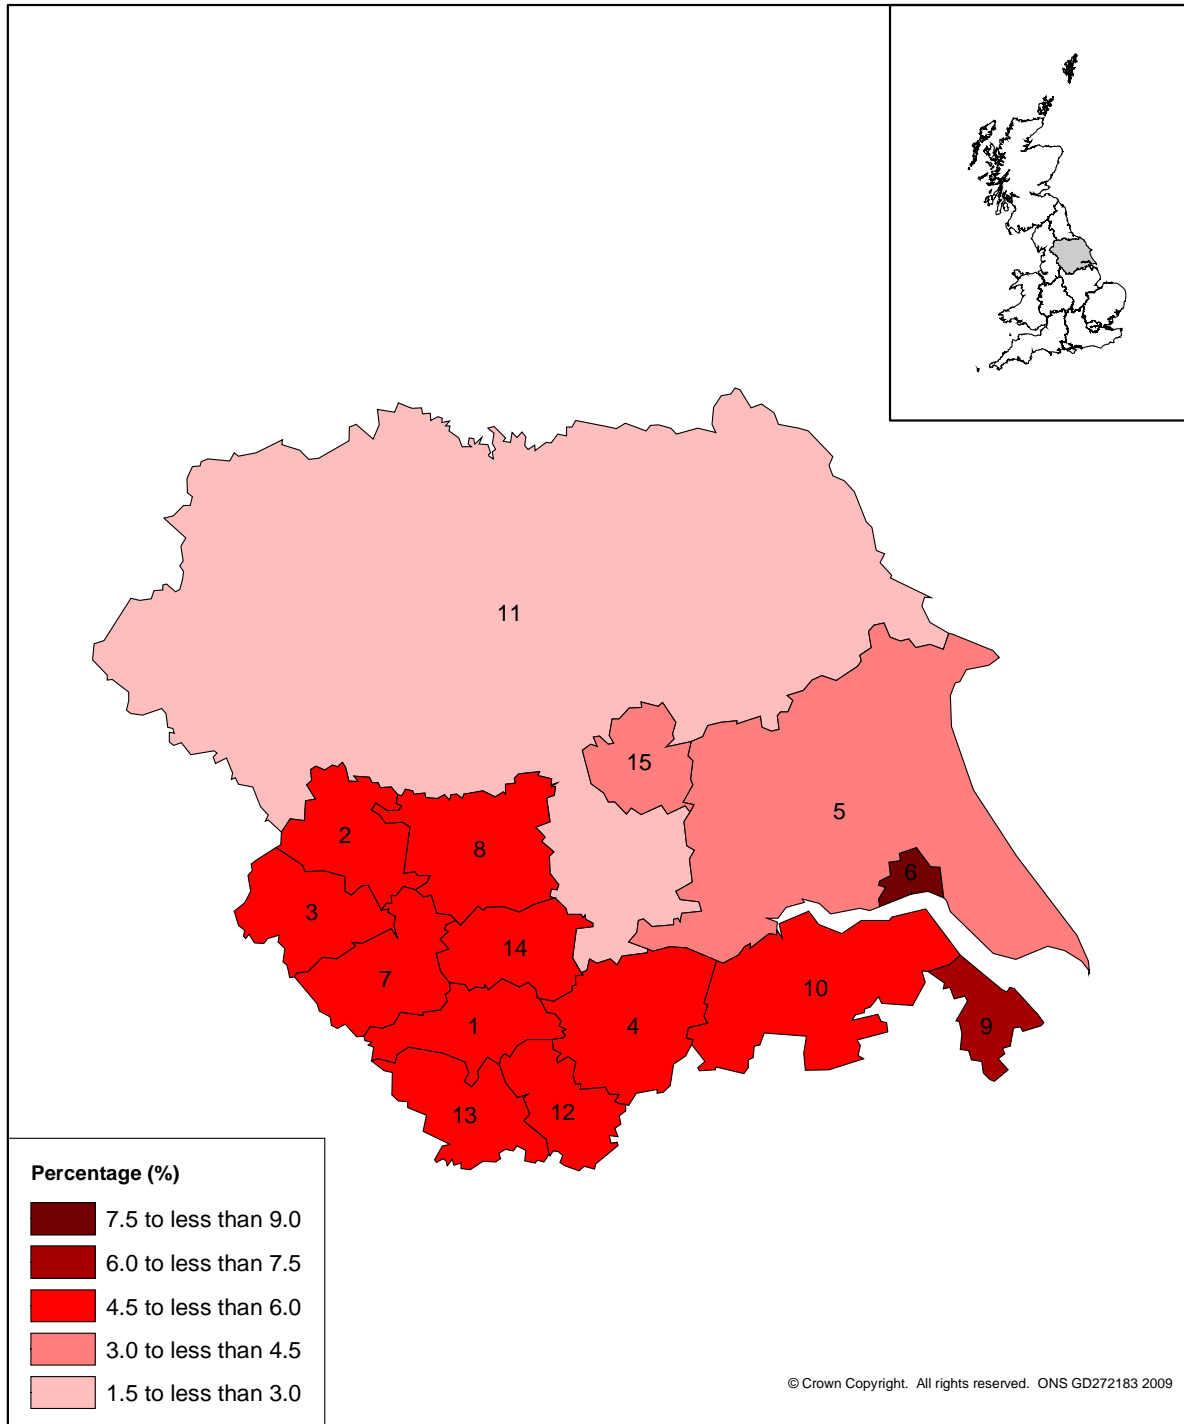 11
15
5
2
8
6
3
14
7
10
1
4
9
13
12
Percentage (%)
7.5 to less than 9.0
6.0 to less than 7.5
4.5 to less than 6.0
3.0 to less than 4.5
1.5 to less than 3.0
© Crown Copyright. All rights reserved. ONS GD272183 2009